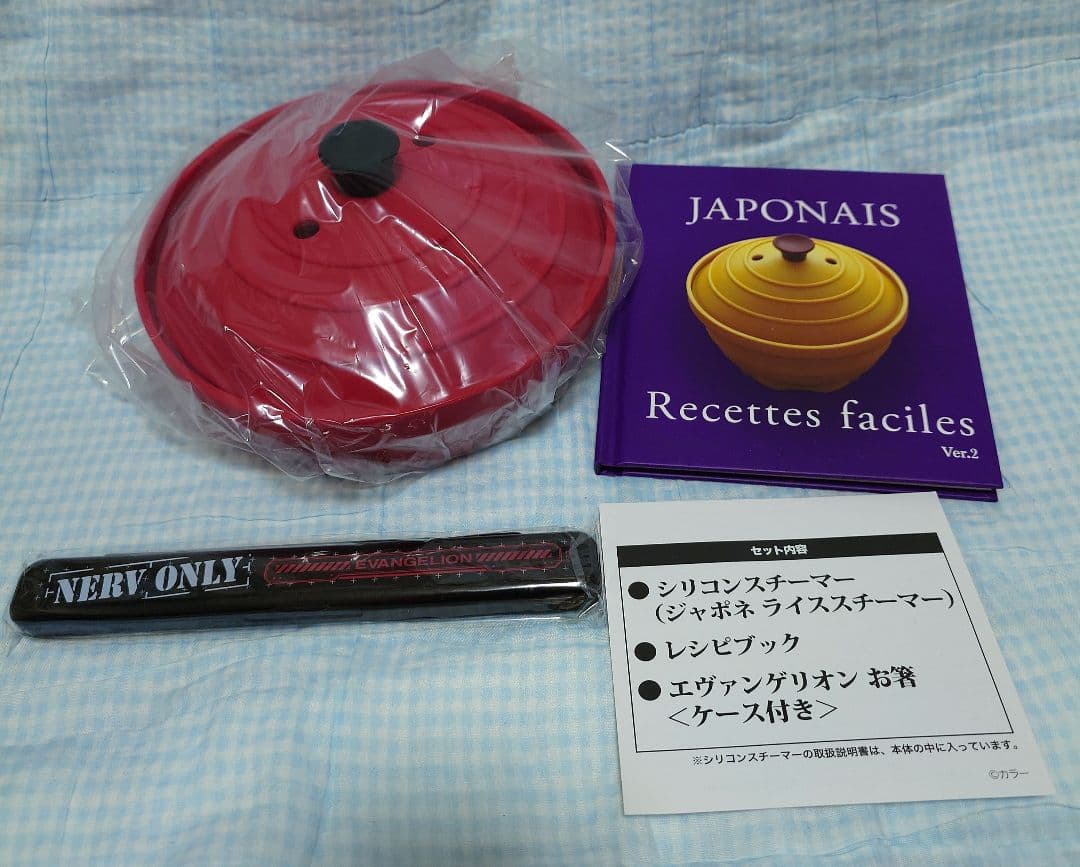 JAPONAIS
Recettes faciles
Ver.2
NERV ONLY
EVANGELION
セット内容
●シリコンスチーマー
(ジャポネ ライススチーマー)
●レシピブック
●エヴァンゲリオン お箸
＜ケース付き＞
※シリコンスチーマーの取扱説明書は、本体の中に入っています。
©カラー